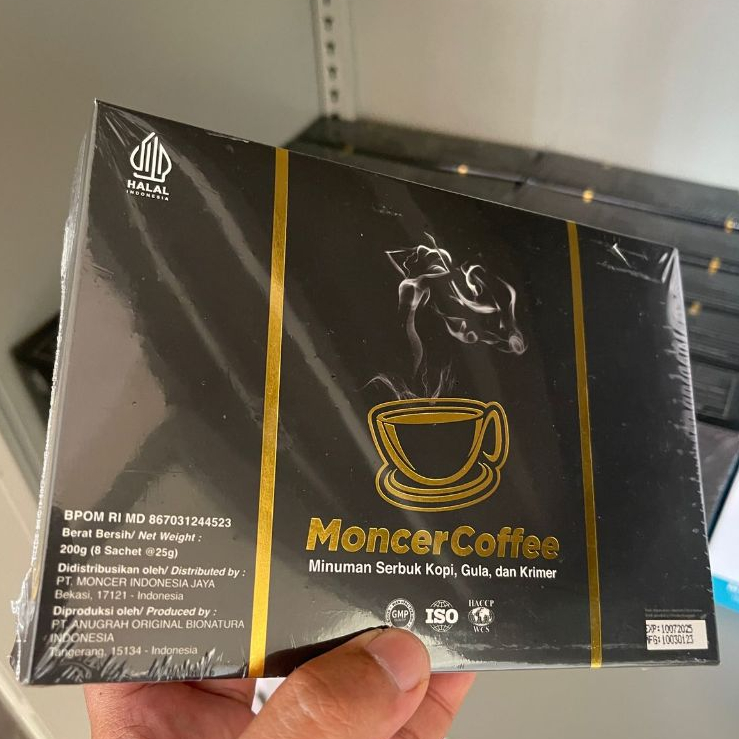 HALAL
INDONESIA
BPOM RI MD 867031244523
Berat Bersih/ Net Weight :
200g (8 Sachet @25g)
Didistribusikan oleh/ Distributed by :
PT. MONCER INDONESIA JAYA
Bekasi, 17121 - Indonesia
Diproduksi oleh/ Produced by :
PT. ANUGRAH ORIGINAL BIONATURA
INDONESIA
Tangerang, 15134 - Indonesia
MoncerCoffee
Minuman Serbuk Kopi, Gula, dan Krimer
GMP
ISO
HACCP
WCS
EXP:10072025
MFG:10030123